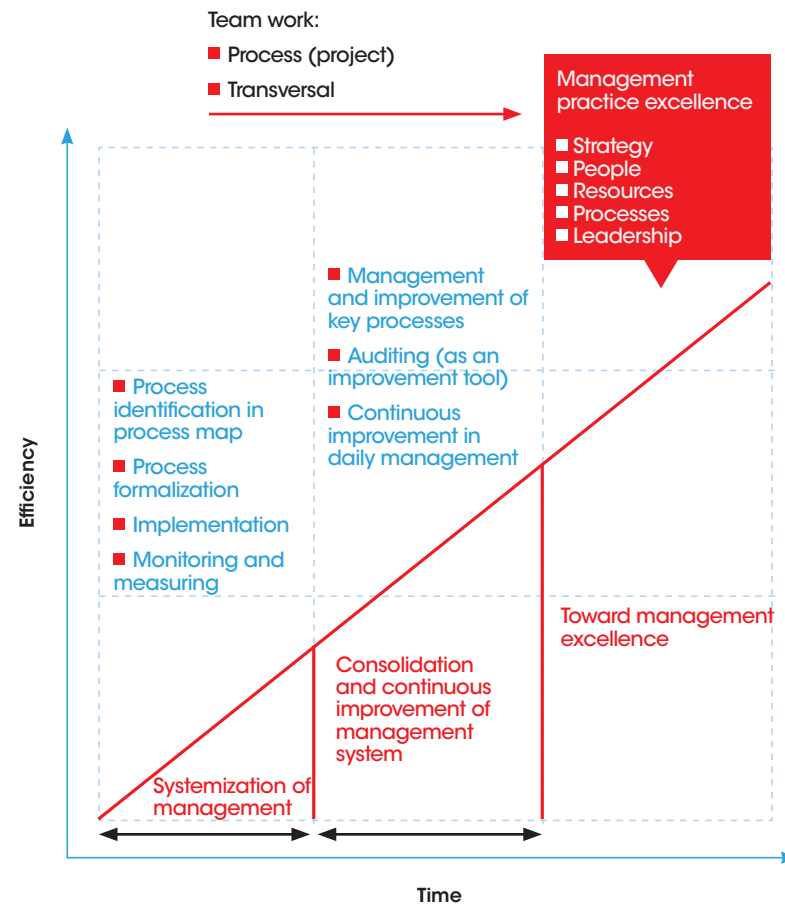 Team work:
Process (project)
Transversal
Management
practice excellence
Strategy
People
Resources
Processes
Leadership
Management
and improvement of
key processes
Auditing (as an
improvement tool)
Continuous
improvement in
daily management
Process
identification in
process map
Process
formalization
Implementation
Monitoring and
measuring
Efficiency
Toward management
excellence
Consolidation
and continuous
improvement of
management
system
Systemization of
management
Time